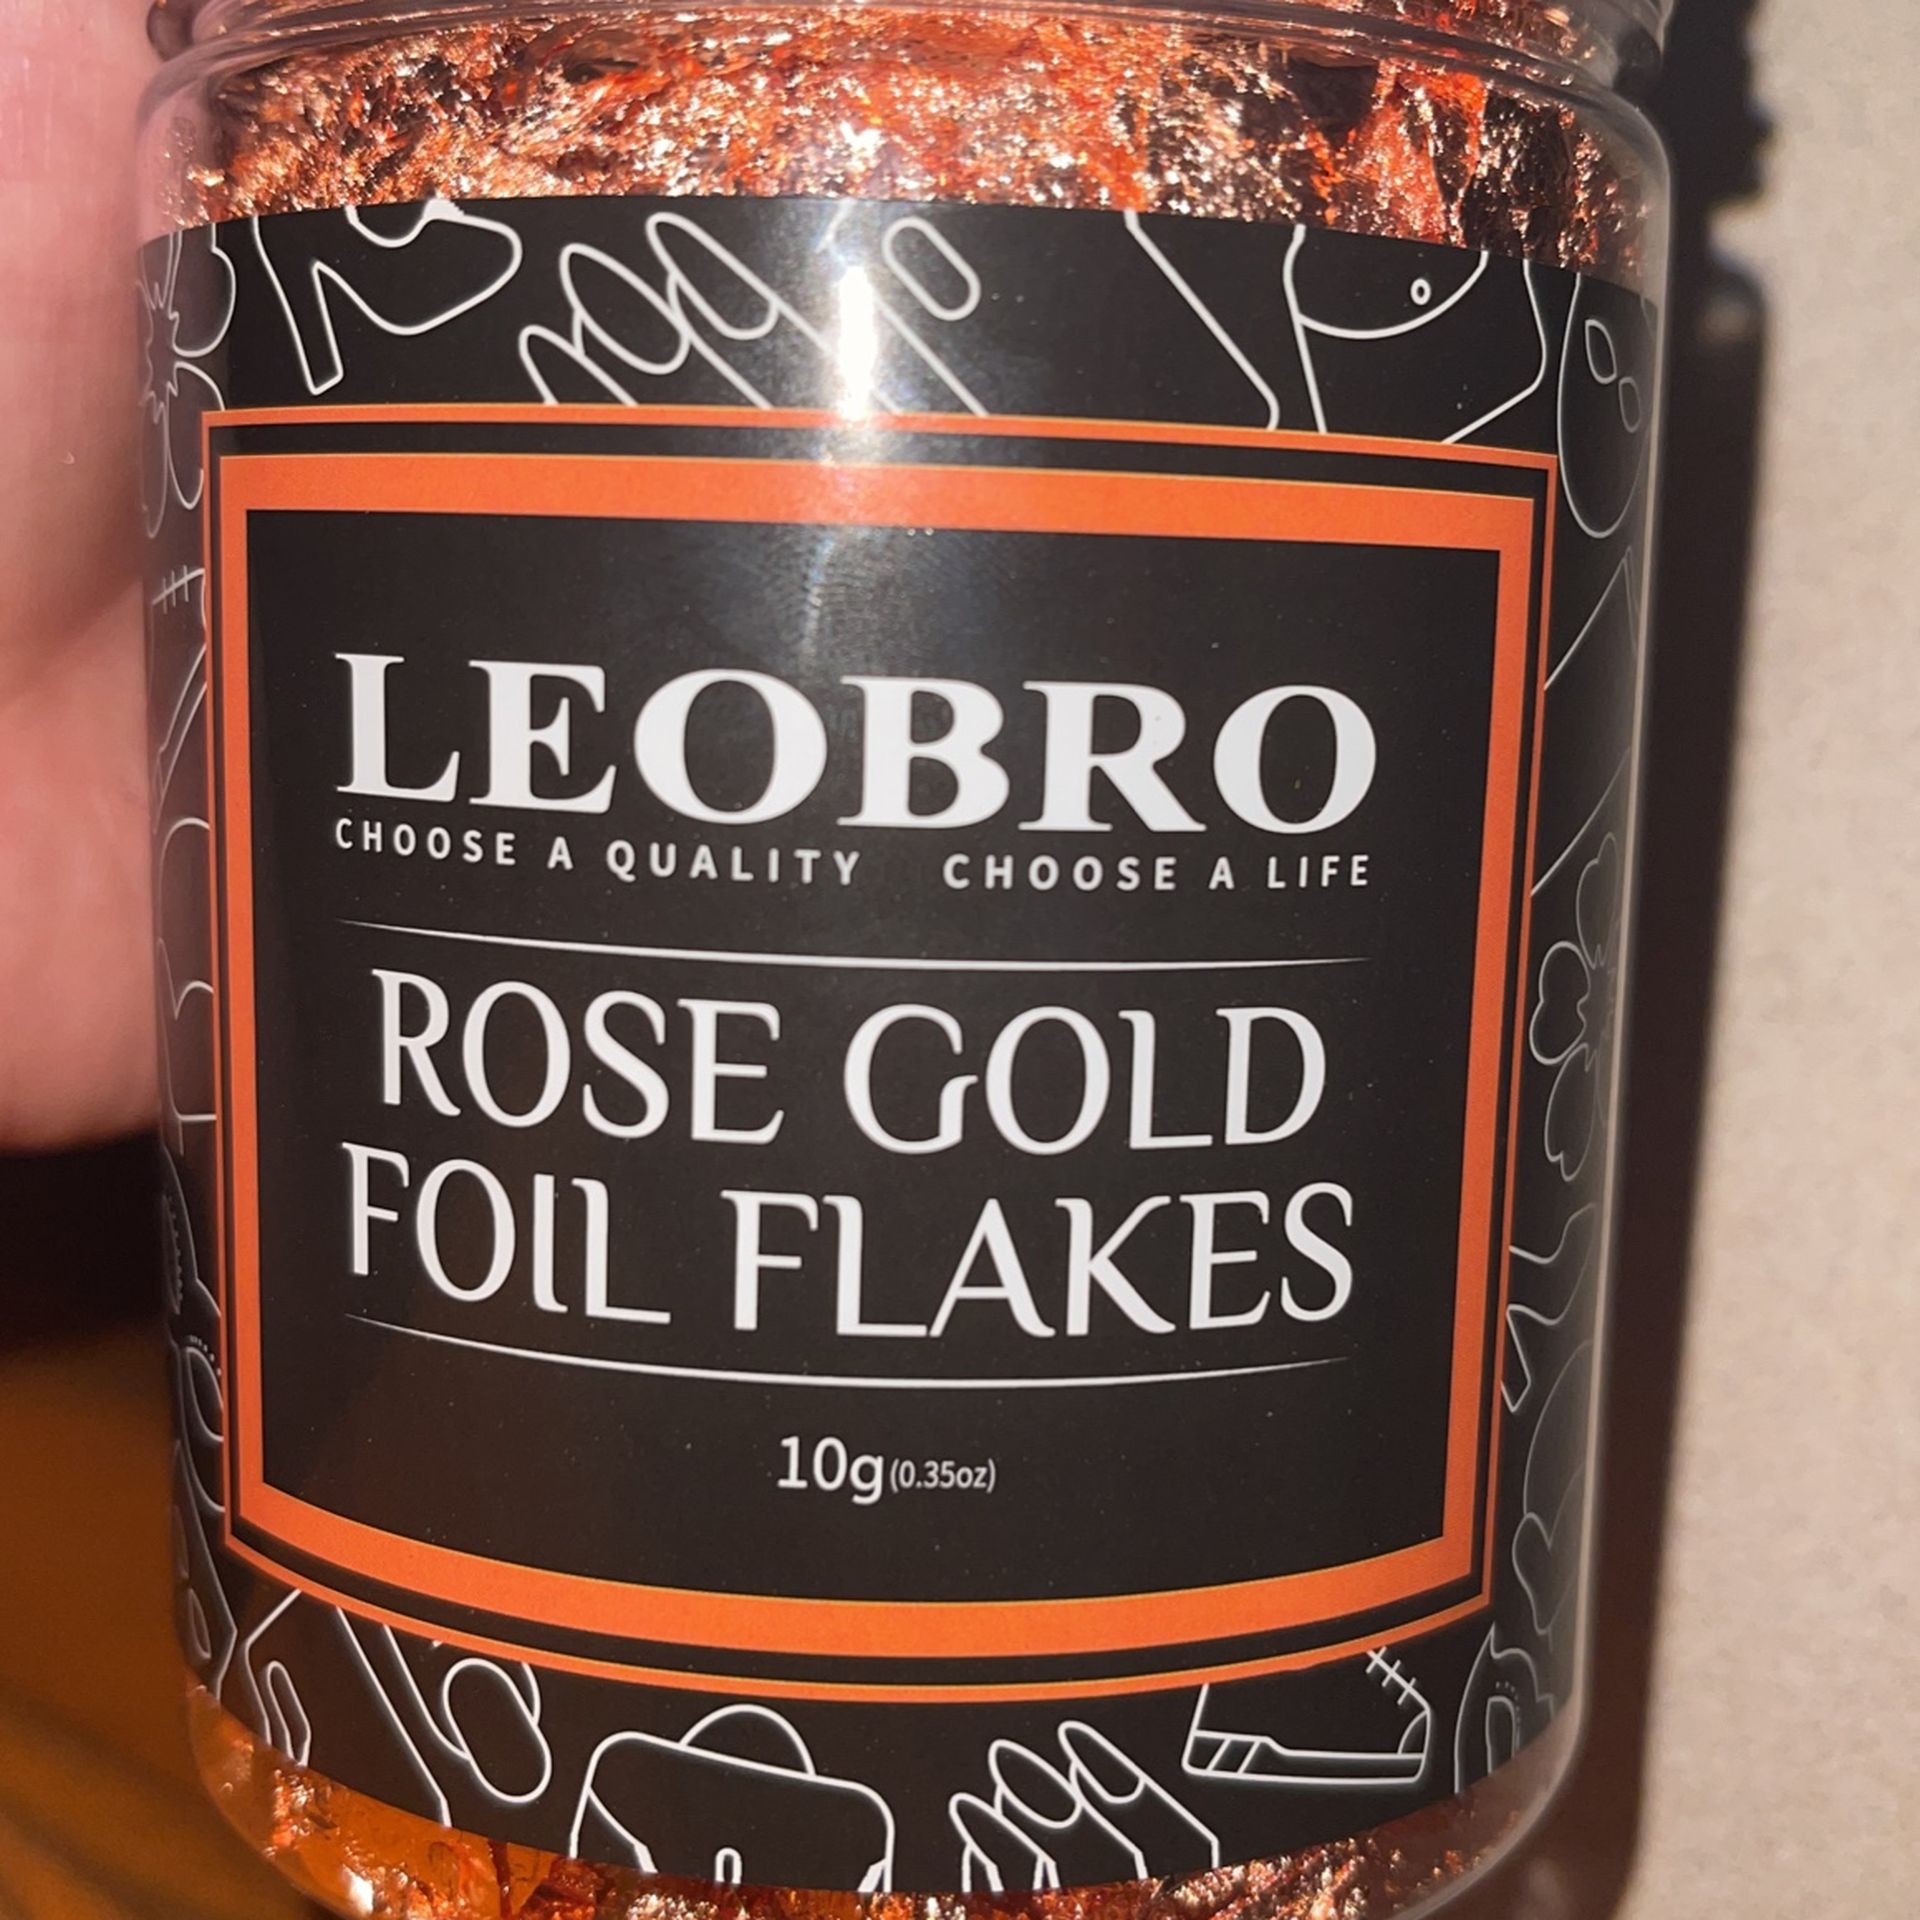 LEOBRO
CHOOSE A QUALITY CHOOSE A LIFE
ROSE GOLD
FOIL FLAKES
10g(0.35oz)